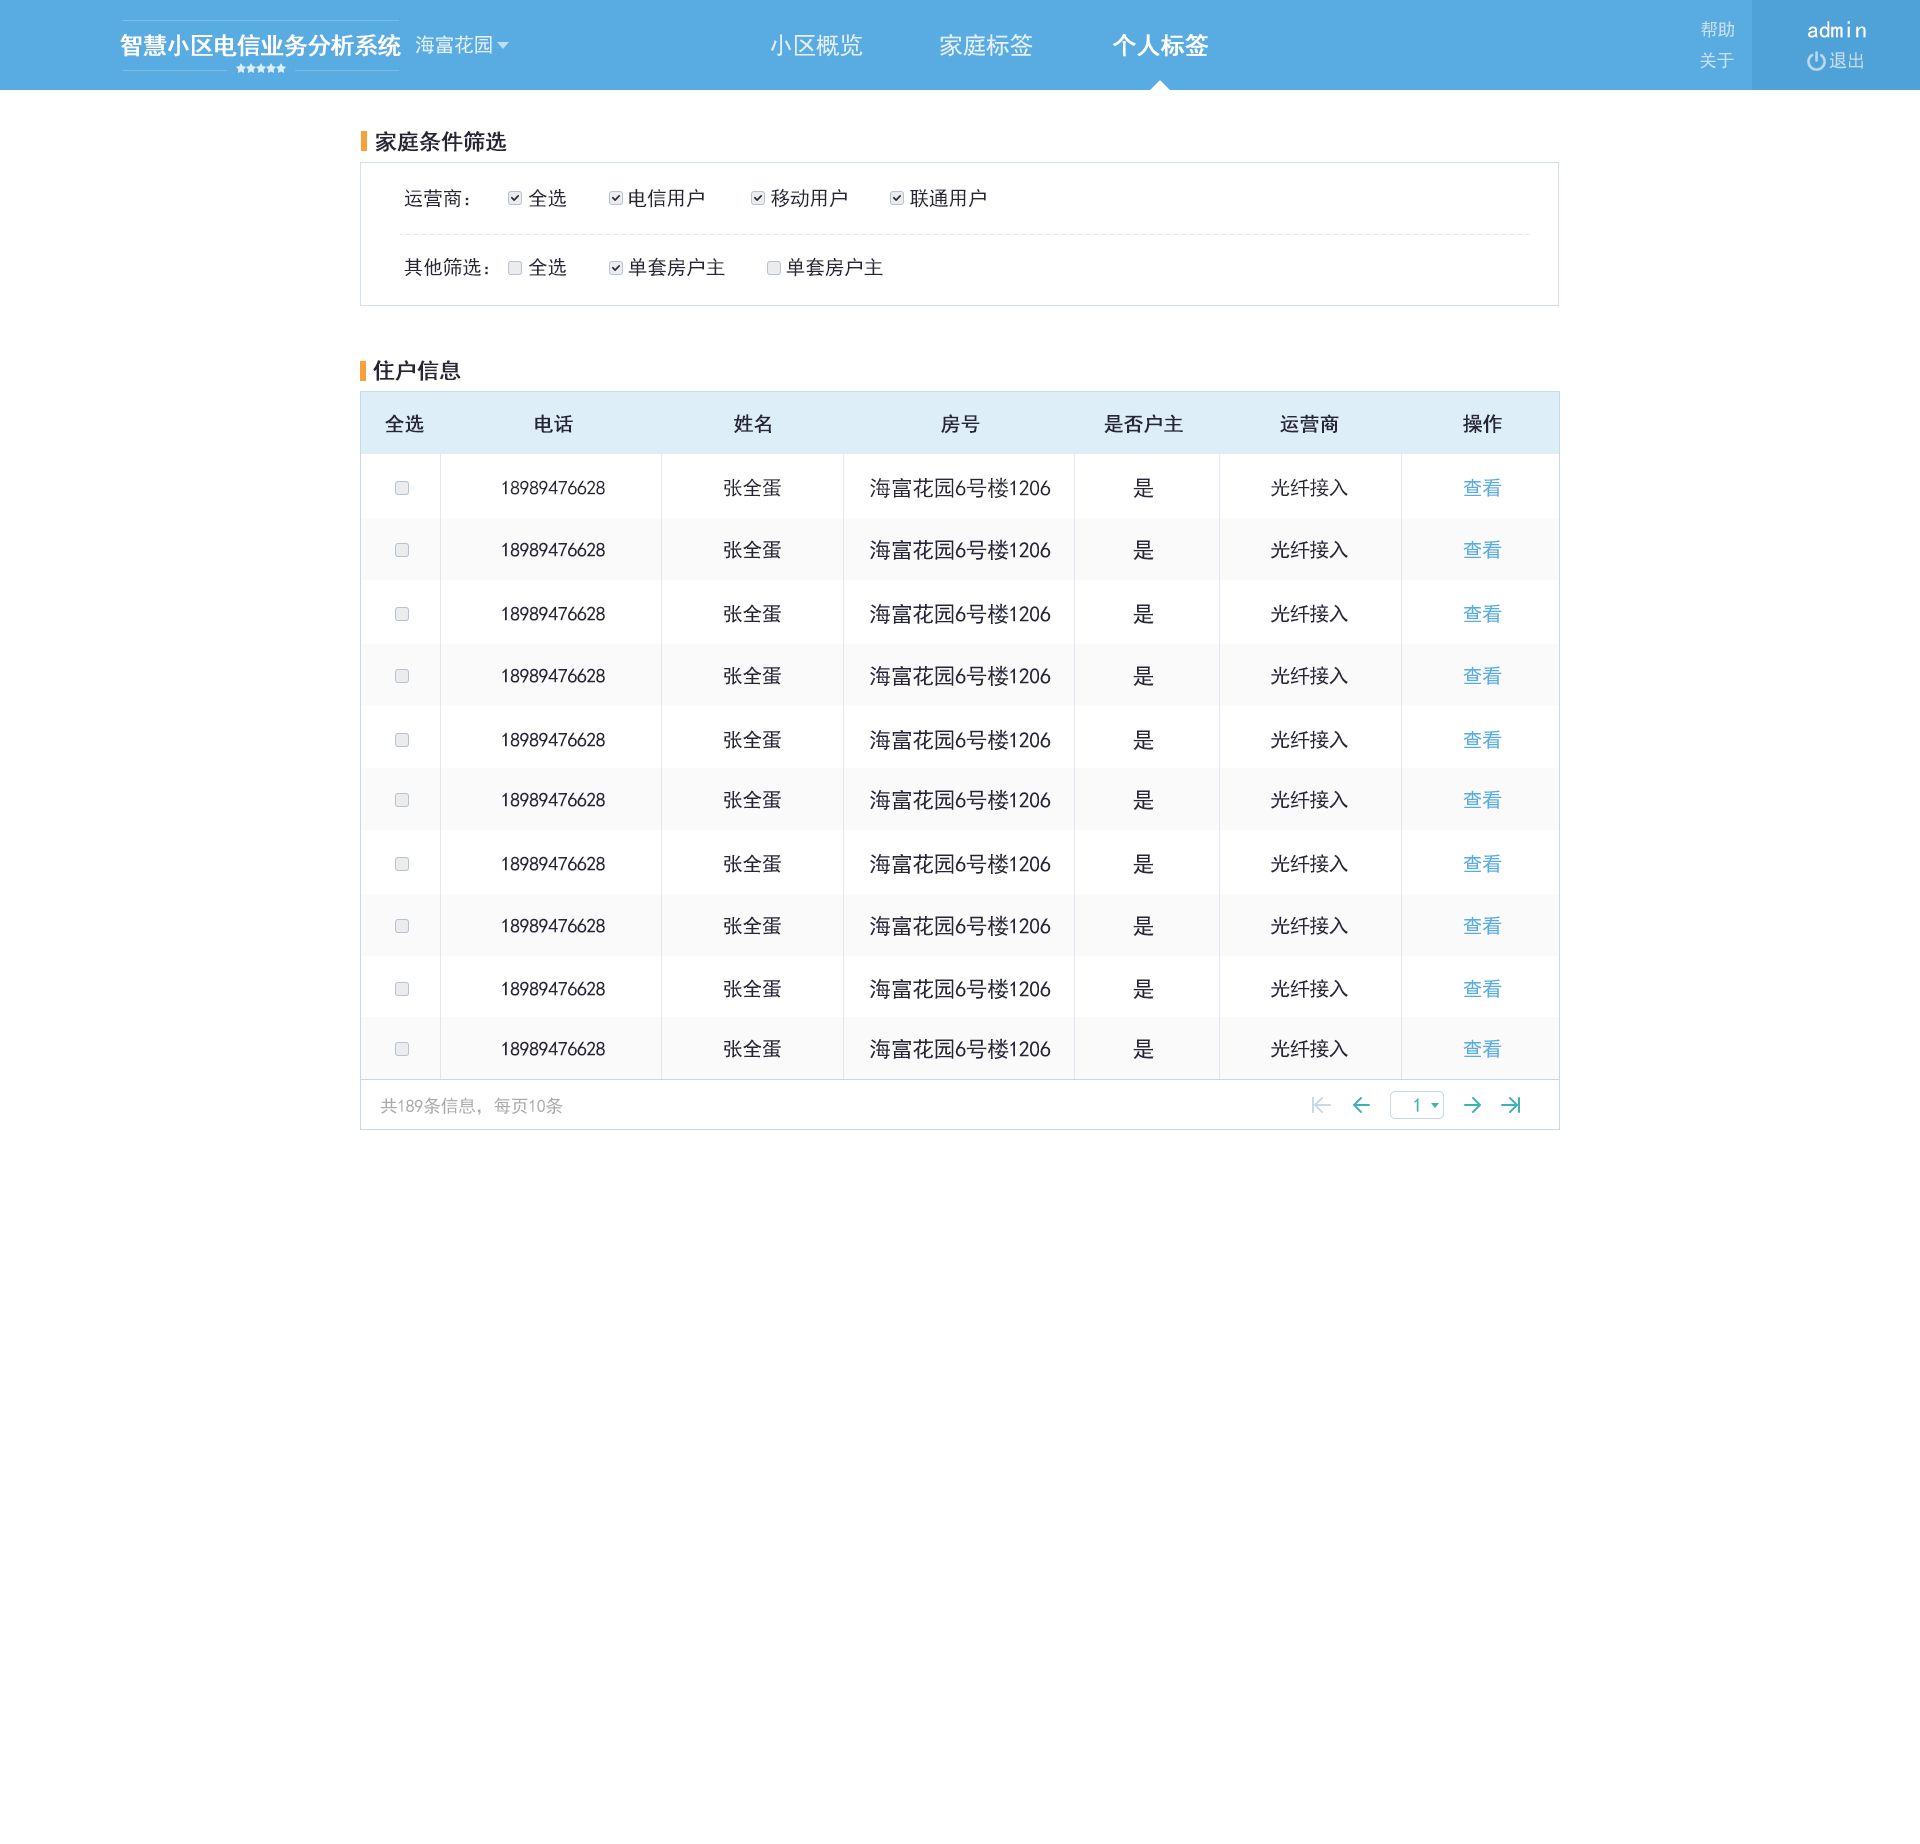 智慧小区电信业务分析系统 海富花园 小区概览 家庭标签 个人标签 帮助 admin
关于 退出
家庭条件筛选
运营商： 全选 电信用户 移动用户 联通用户
其他筛选： 全选 单套房户主 单套房户主
住户信息
全选 电话 姓名 房号 是否户主 运营商 操作
18989476628 张全蛋 海富花园6号楼1206 是 光纤接入 查看
18989476628 张全蛋 海富花园6号楼1206 是 光纤接入 查看
18989476628 张全蛋 海富花园6号楼1206 是 光纤接入 查看
18989476628 张全蛋 海富花园6号楼1206 是 光纤接入 查看
18989476628 张全蛋 海富花园6号楼1206 是 光纤接入 查看
18989476628 张全蛋 海富花园6号楼1206 是 光纤接入 查看
18989476628 张全蛋 海富花园6号楼1206 是 光纤接入 查看
18989476628 张全蛋 海富花园6号楼1206 是 光纤接入 查看
18989476628 张全蛋 海富花园6号楼1206 是 光纤接入 查看
18989476628 张全蛋 海富花园6号楼1206 是 光纤接入 查看
共189条信息，每页10条 1